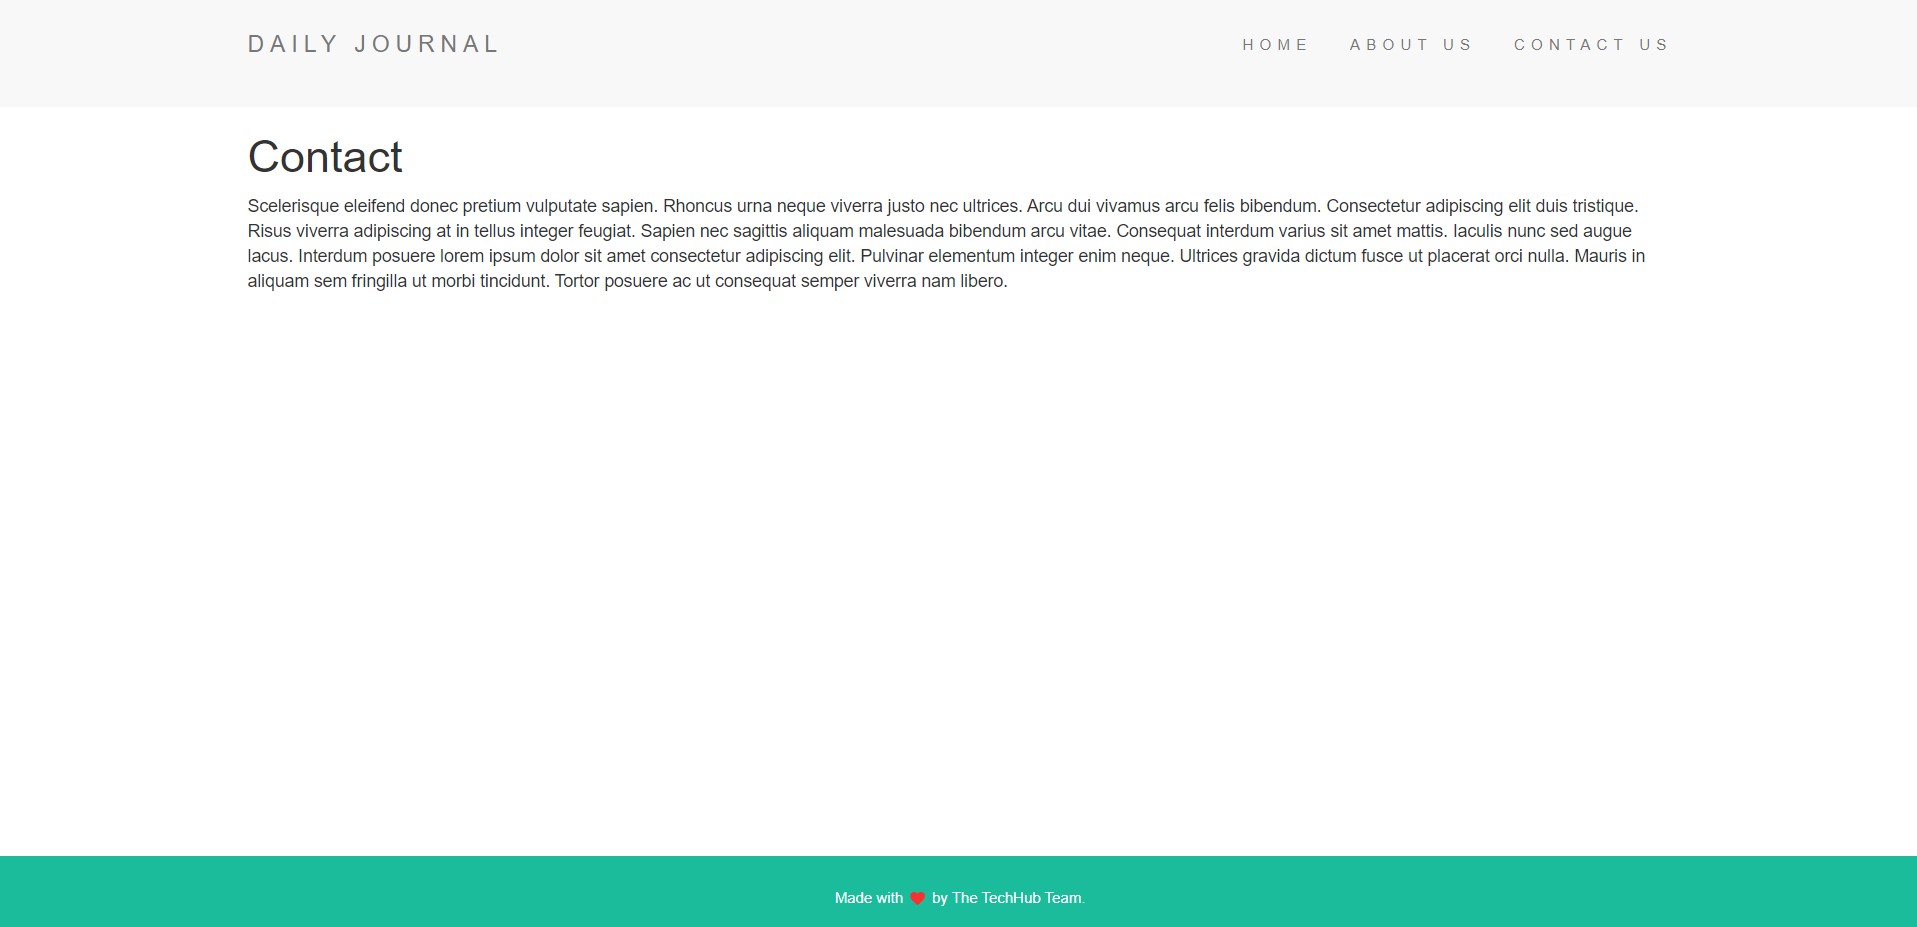 DAILY JOURNAL
HOME ABOUT US CONTACT US
Contact
Scelerisque eleifend donec pretium vulputate sapien. Rhoncus urna neque viverra justo nec ultrices. Arcu dui vivamus arcu felis bibendum. Consectetur adipiscing elit duis tristique.
Risus viverra adipiscing at in tellus integer feugiat. Sapien nec sagittis aliquam malesuada bibendum arcu vitae. Consequat interdum varius sit amet mattis. Iaculis nunc sed augue
lacus. Interdum posuere lorem ipsum dolor sit amet consectetur adipiscing elit. Pulvinar elementum integer enim neque. Ultrices gravida dictum fusce ut placerat orci nulla. Mauris in
aliquam sem fringilla ut morbi tincidunt. Tortor posuere ac ut consequat semper viverra nam libero.
Made with ❤ by The TechHub Team.